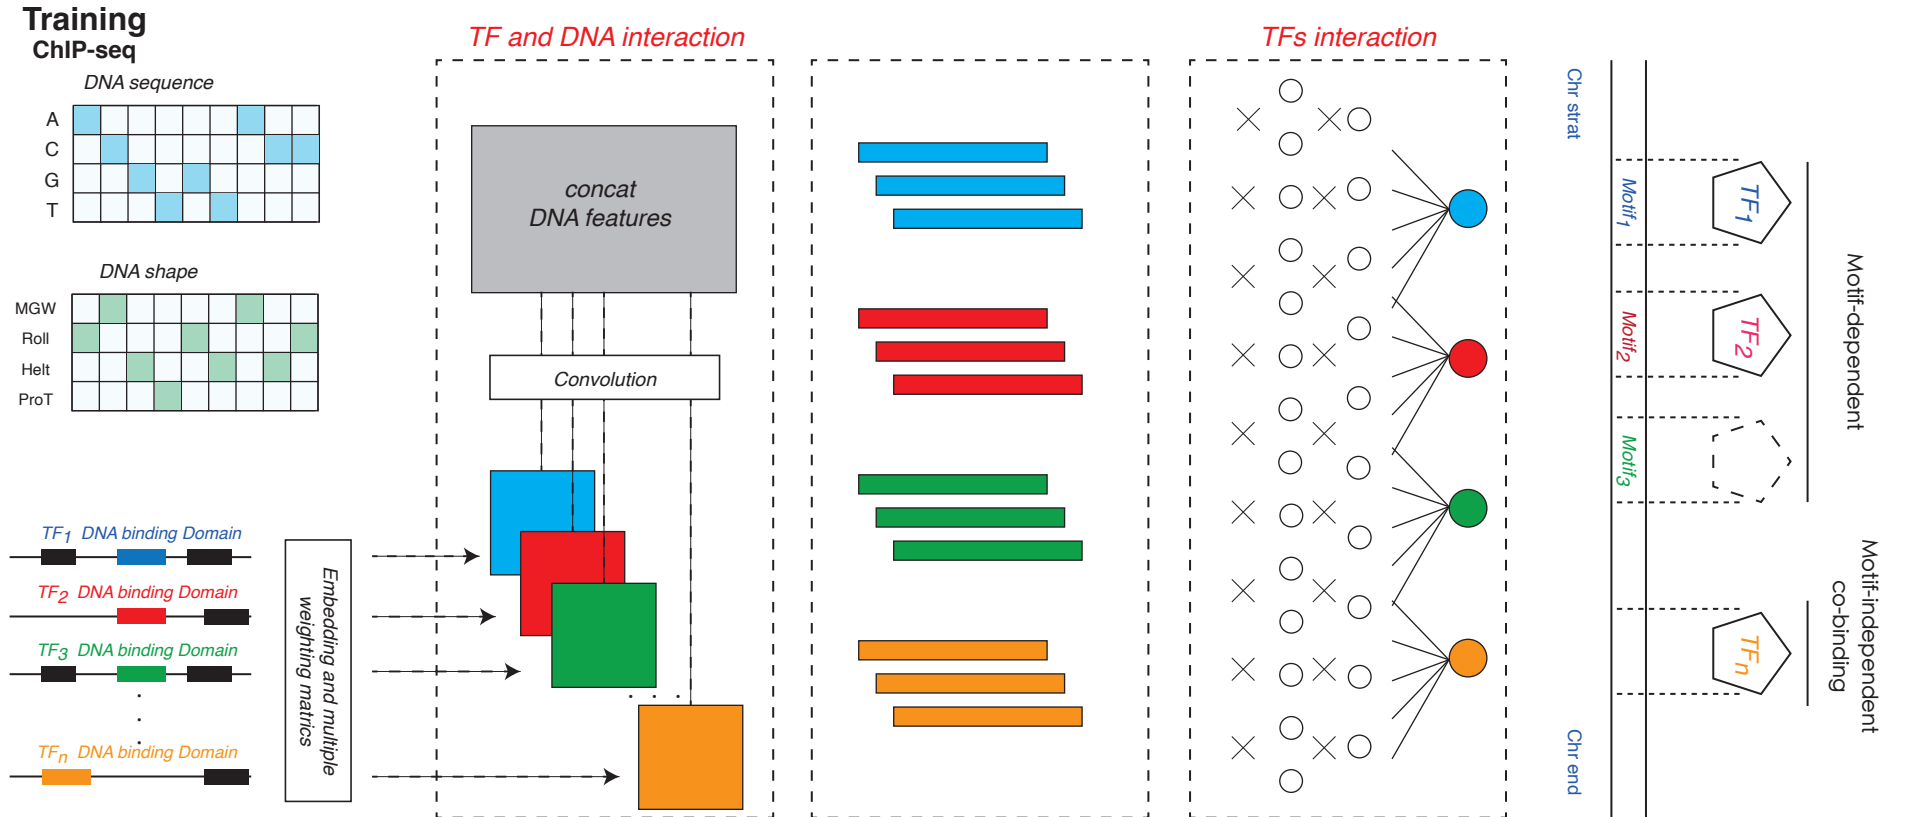 Training
ChIP-seq
DNA sequence
A
C
G
T
DNA shape
MGW
Roll
Helt
ProT
TF1 DNA binding Domain
TF2 DNA binding Domain
TF3 DNA binding Domain
TFn DNA binding Domain
Embedding and multiple
weighting matrics
TF and DNA interaction
concat
DNA features
Convolution
TFs interaction
Chr strat
Chr end
Motif1
Motif2
Motif3
TF1
TF2
TFn
Motif-dependent
Motif-independent
co-binding